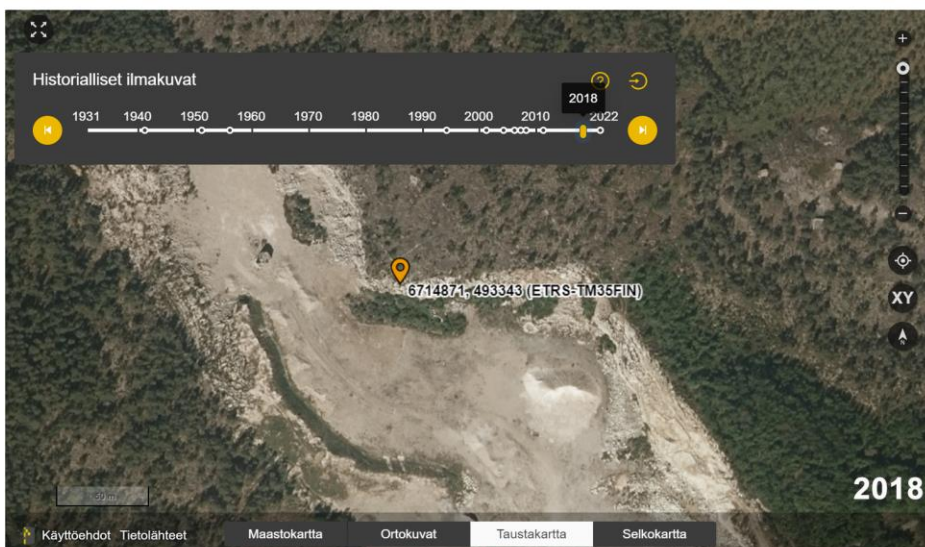 Historialliset ilmakuvat
?
2018
1931 1940 1950 1960 1970 1980 1990 2000 2010 2022
+
6714871, 493343 (ETRS-TM35FIN)
−
XY
N
50 m
2018
Käyttöehdot Tietolähteet Maastokartta Ortokuvat Taustakartta Selkokartta